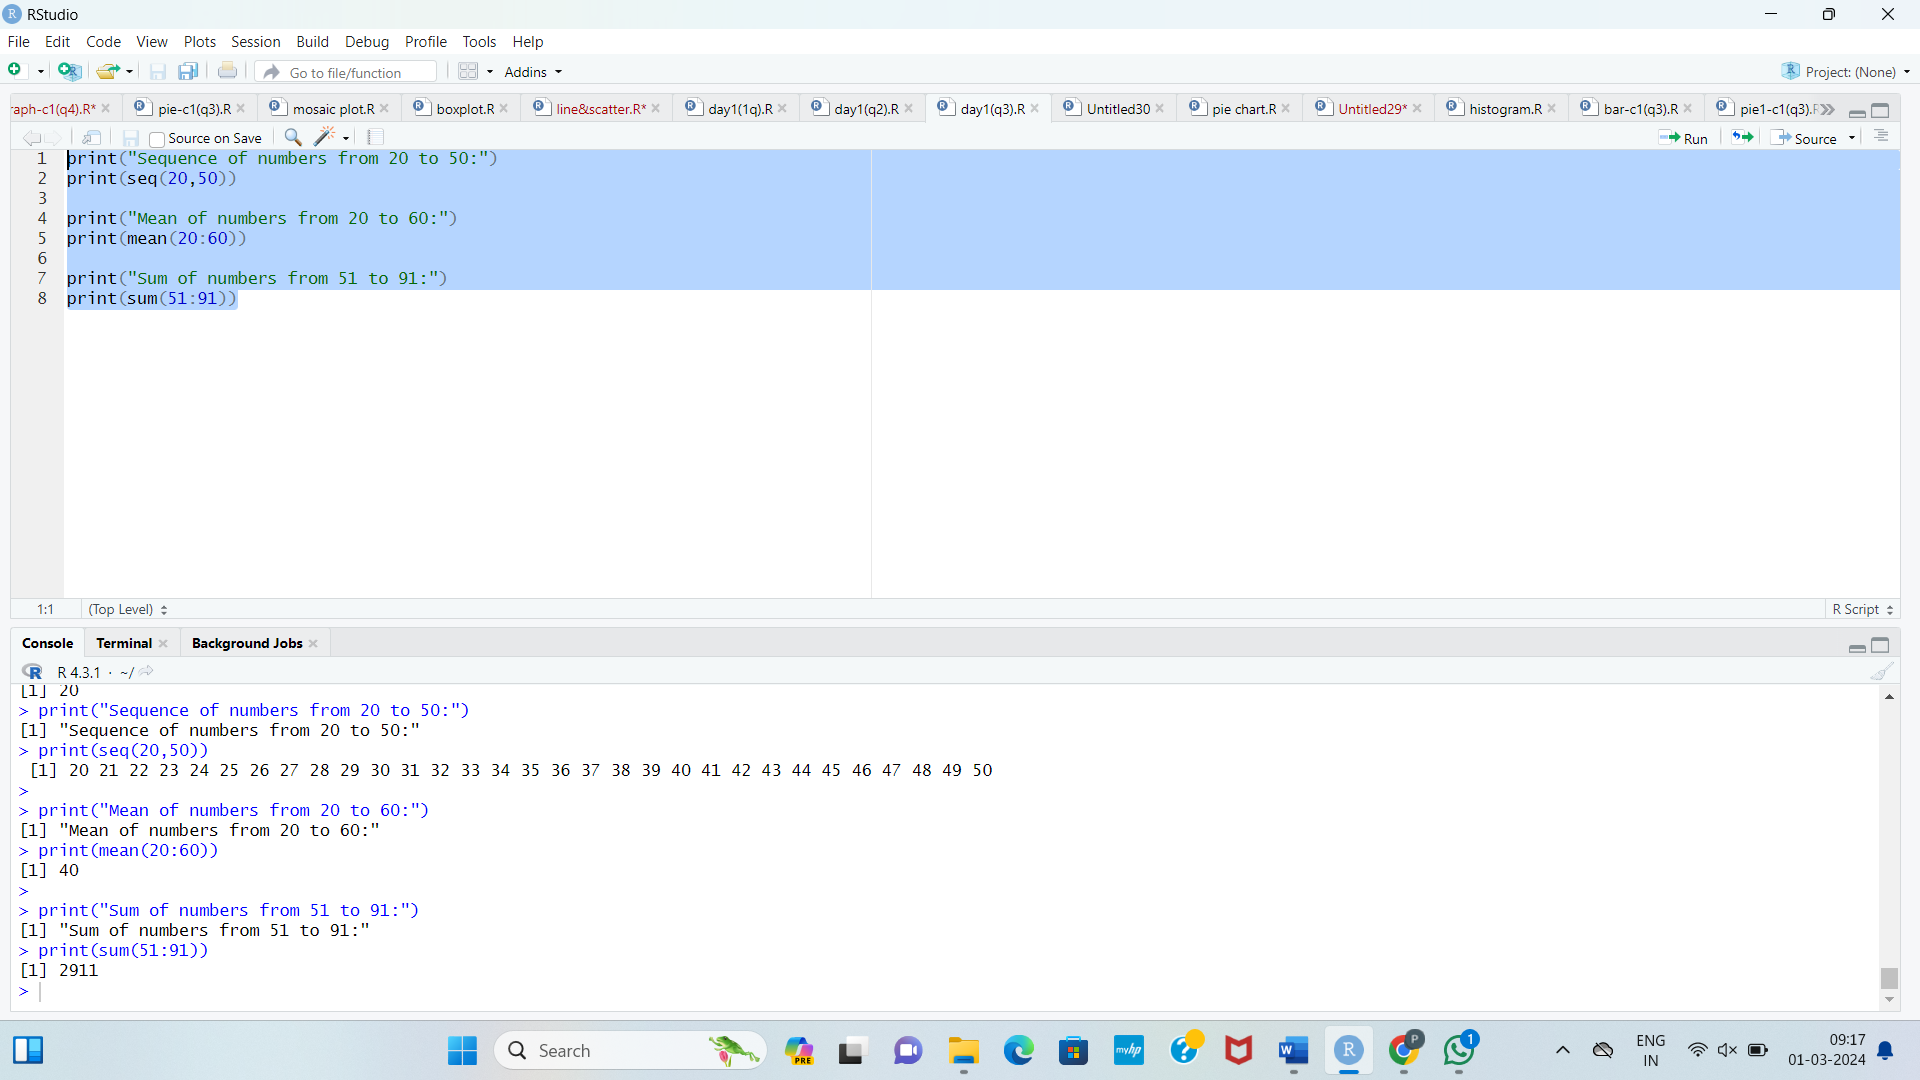 RStudio
File Edit Code View Plots Session Build Debug Profile Tools Help
Go to file/function Addins Project: (None)
raph-c1(q4).R* pie-c1(q3).R mosaic plot.R boxplot.R line&scatter.R* day1(1q).R day1(q2).R day1(q3).R Untitled30 pie chart.R Untitled29* histogram.R bar-c1(q3).R pie1-c1(q3).R
Source on Save Run Source
1 print("Sequence of numbers from 20 to 50:")
2 print(seq(20,50))
3
4 print("Mean of numbers from 20 to 60:")
5 print(mean(20:60))
6
7 print("Sum of numbers from 51 to 91:")
8 print(sum(51:91))
1:1 (Top Level) R Script
Console Terminal Background Jobs
R 4.3.1 · ~/
[1] 20
> print("Sequence of numbers from 20 to 50:")
[1] "Sequence of numbers from 20 to 50:"
> print(seq(20,50))
[1] 20 21 22 23 24 25 26 27 28 29 30 31 32 33 34 35 36 37 38 39 40 41 42 43 44 45 46 47 48 49 50
>
> print("Mean of numbers from 20 to 60:")
[1] "Mean of numbers from 20 to 60:"
> print(mean(20:60))
[1] 40
>
> print("Sum of numbers from 51 to 91:")
[1] "Sum of numbers from 51 to 91:"
> print(sum(51:91))
[1] 2911
>
Search PRE myhp W R P 1 ENG 09:17
IN 01-03-2024